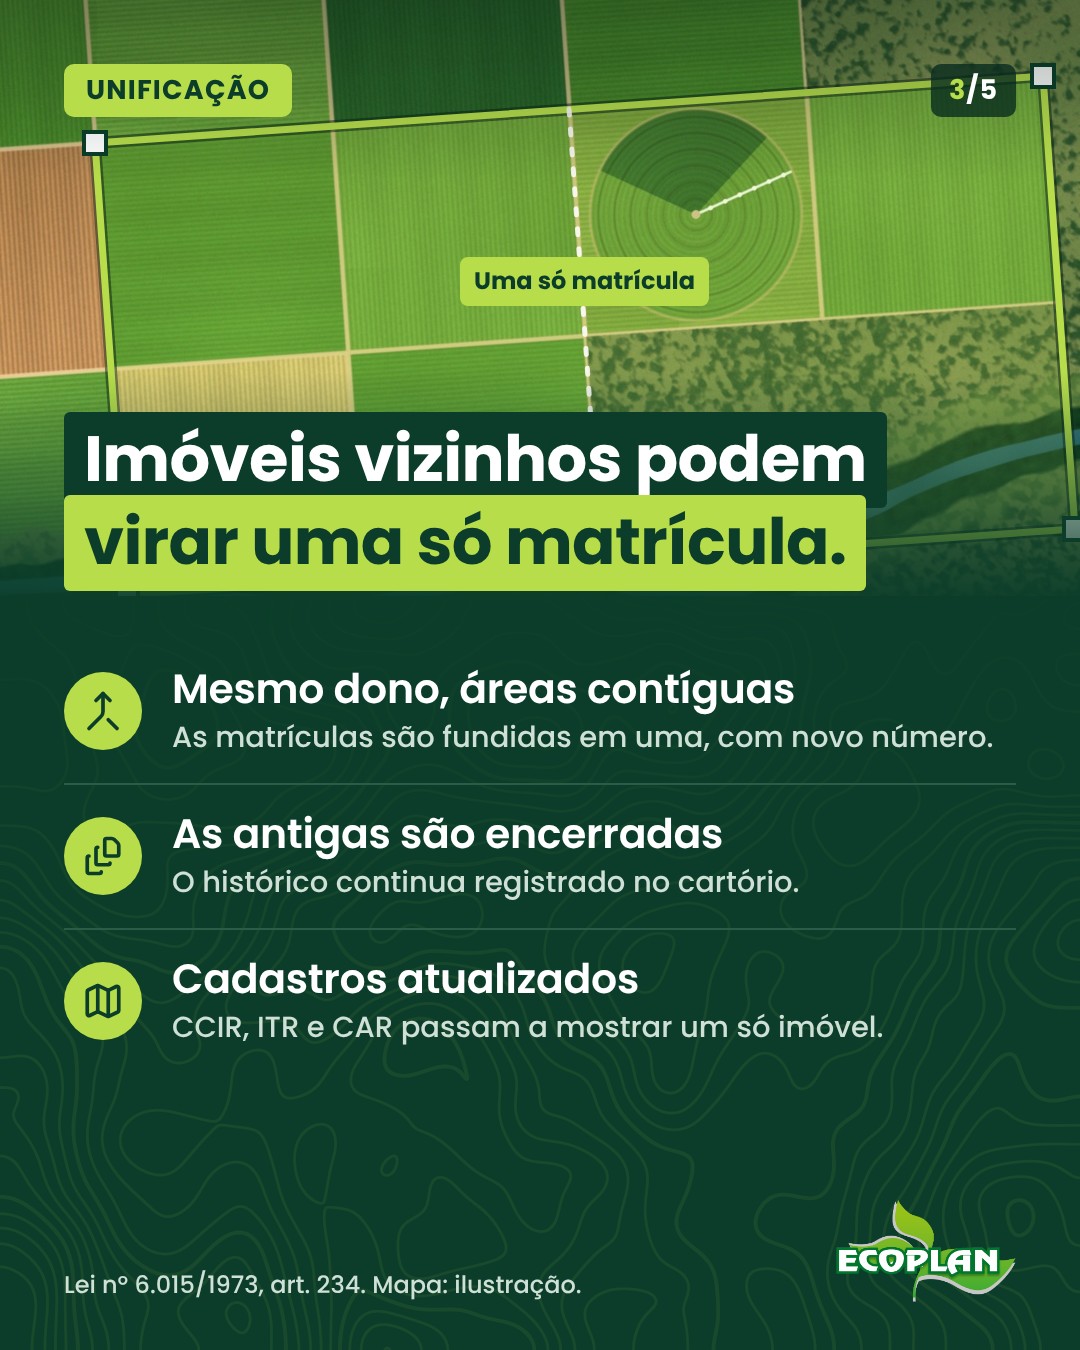 UNIFICAÇÃO
3/5
Uma só matrícula
Imóveis vizinhos podem
virar uma só matrícula.
Mesmo dono, áreas contíguas
As matrículas são fundidas em uma, com novo número.
As antigas são encerradas
O histórico continua registrado no cartório.
Cadastros atualizados
CCIR, ITR e CAR passam a mostrar um só imóvel.
ECOPLAN
Lei nº 6.015/1973, art. 234. Mapa: ilustração.